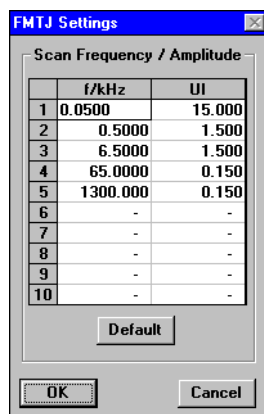 FMTJ Settings
Scan Frequency / Amplitude
f/kHz UI
1 0.0500 15.000
2 0.5000 1.500
3 6.5000 1.500
4 65.0000 0.150
5 1300.000 0.150
6 - -
7 - -
8 - -
9 - -
10 - -
Default
OK Cancel